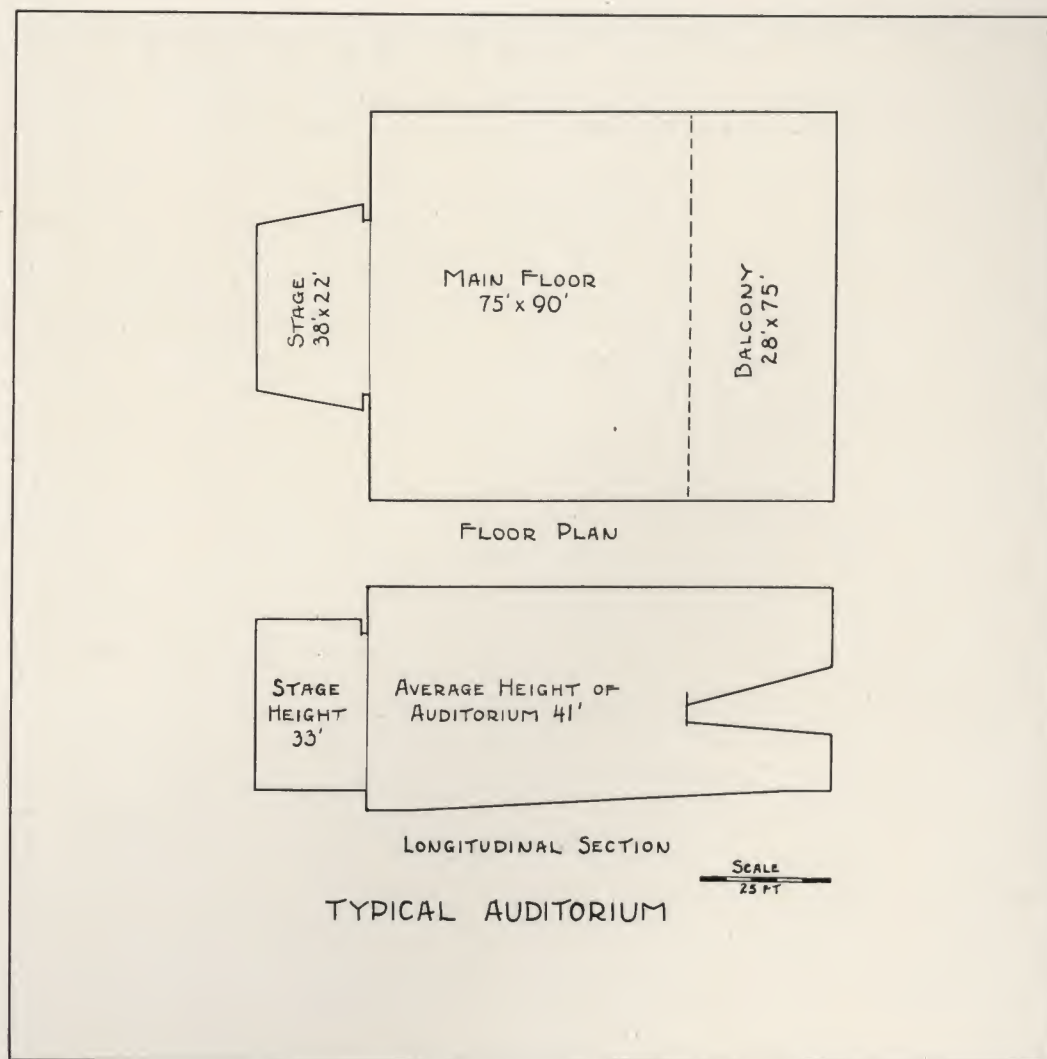 STAGE
38'x22'
MAIN FLOOR
75'x90'
BALCONY
28'x75'
FLOOR PLAN
STAGE
HEIGHT
33'
AVERAGE HEIGHT OF
AUDITORIUM 41'
LONGITUDINAL SECTION
SCALE
25 FT
TYPICAL AUDITORIUM